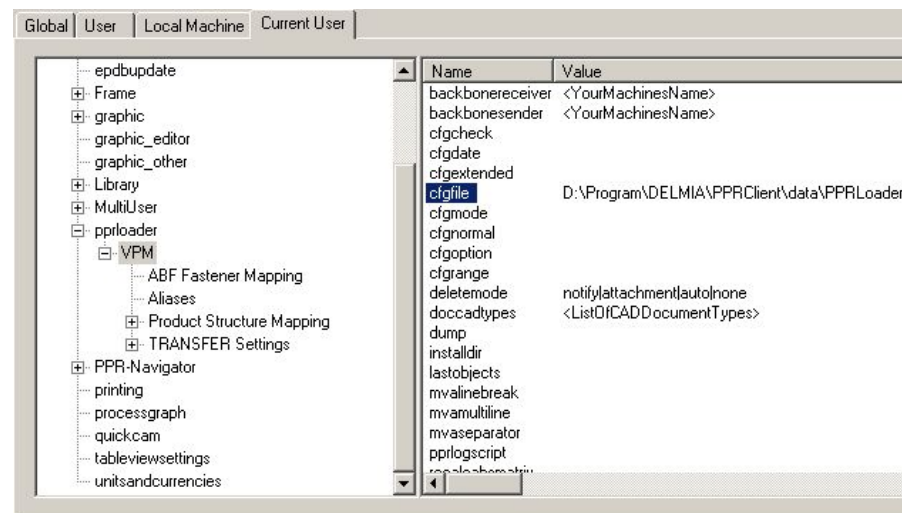 Global User Local Machine Current User
epdbupdate
Frame
graphic
graphic_editor
graphic_other
Library
MultiUser
pprloader
VPM
ABF Fastener Mapping
Aliases
Product Structure Mapping
TRANSFER Settings
PPR-Navigator
printing
processgraph
quickcam
tableviewsettings
unitsandcurrencies
Name Value
backbonereceiver <YourMachinesName>
backbonesender <YourMachinesName>
cfgcheck
cfgdate
cfgextended
cfgfile D:\Program\DELMIA\PPRClient\data\PPRLoader
cfgmode
cfgnormal
cfgoption
cfgrange
deletemode notify|attachment|auto|none
doccadtypes <ListOfCADDocumentTypes>
dump
installdir
lastobjects
mvalinebreak
mvamultiline
mvaseparator
pprlogscript